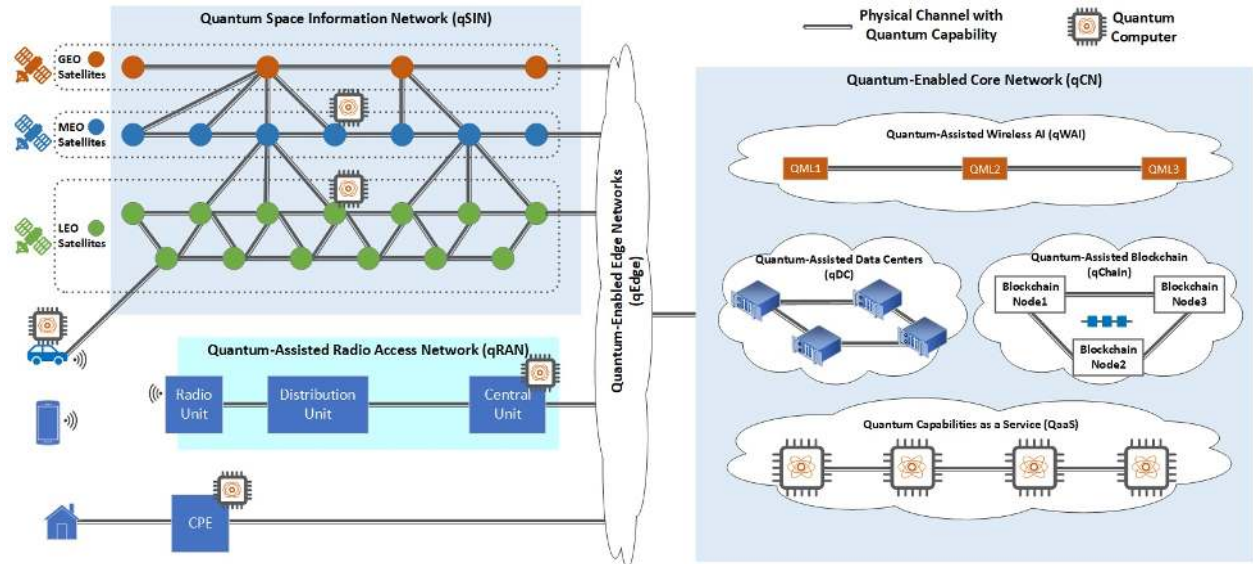 Quantum Space Information Network (qSIN)
GEO
Satellites
MEO
Satellites
LEO
Satellites
Quantum-Assisted Radio Access Network (qRAN)
Radio
Unit
Distribution
Unit
Central
Unit
CPE
Quantum-Enabled Edge Networks
(qEdge)
Physical Channel with
Quantum Capability
Quantum
Computer
Quantum-Enabled Core Network (qCN)
Quantum-Assisted Wireless AI (qWAI)
QML1
QML2
QML3
Quantum-Assisted Data Centers
(qDC)
Quantum-Assisted Blockchain
(qChain)
Blockchain
Node1
Blockchain
Node3
Blockchain
Node2
Quantum Capabilities as a Service (QaaS)